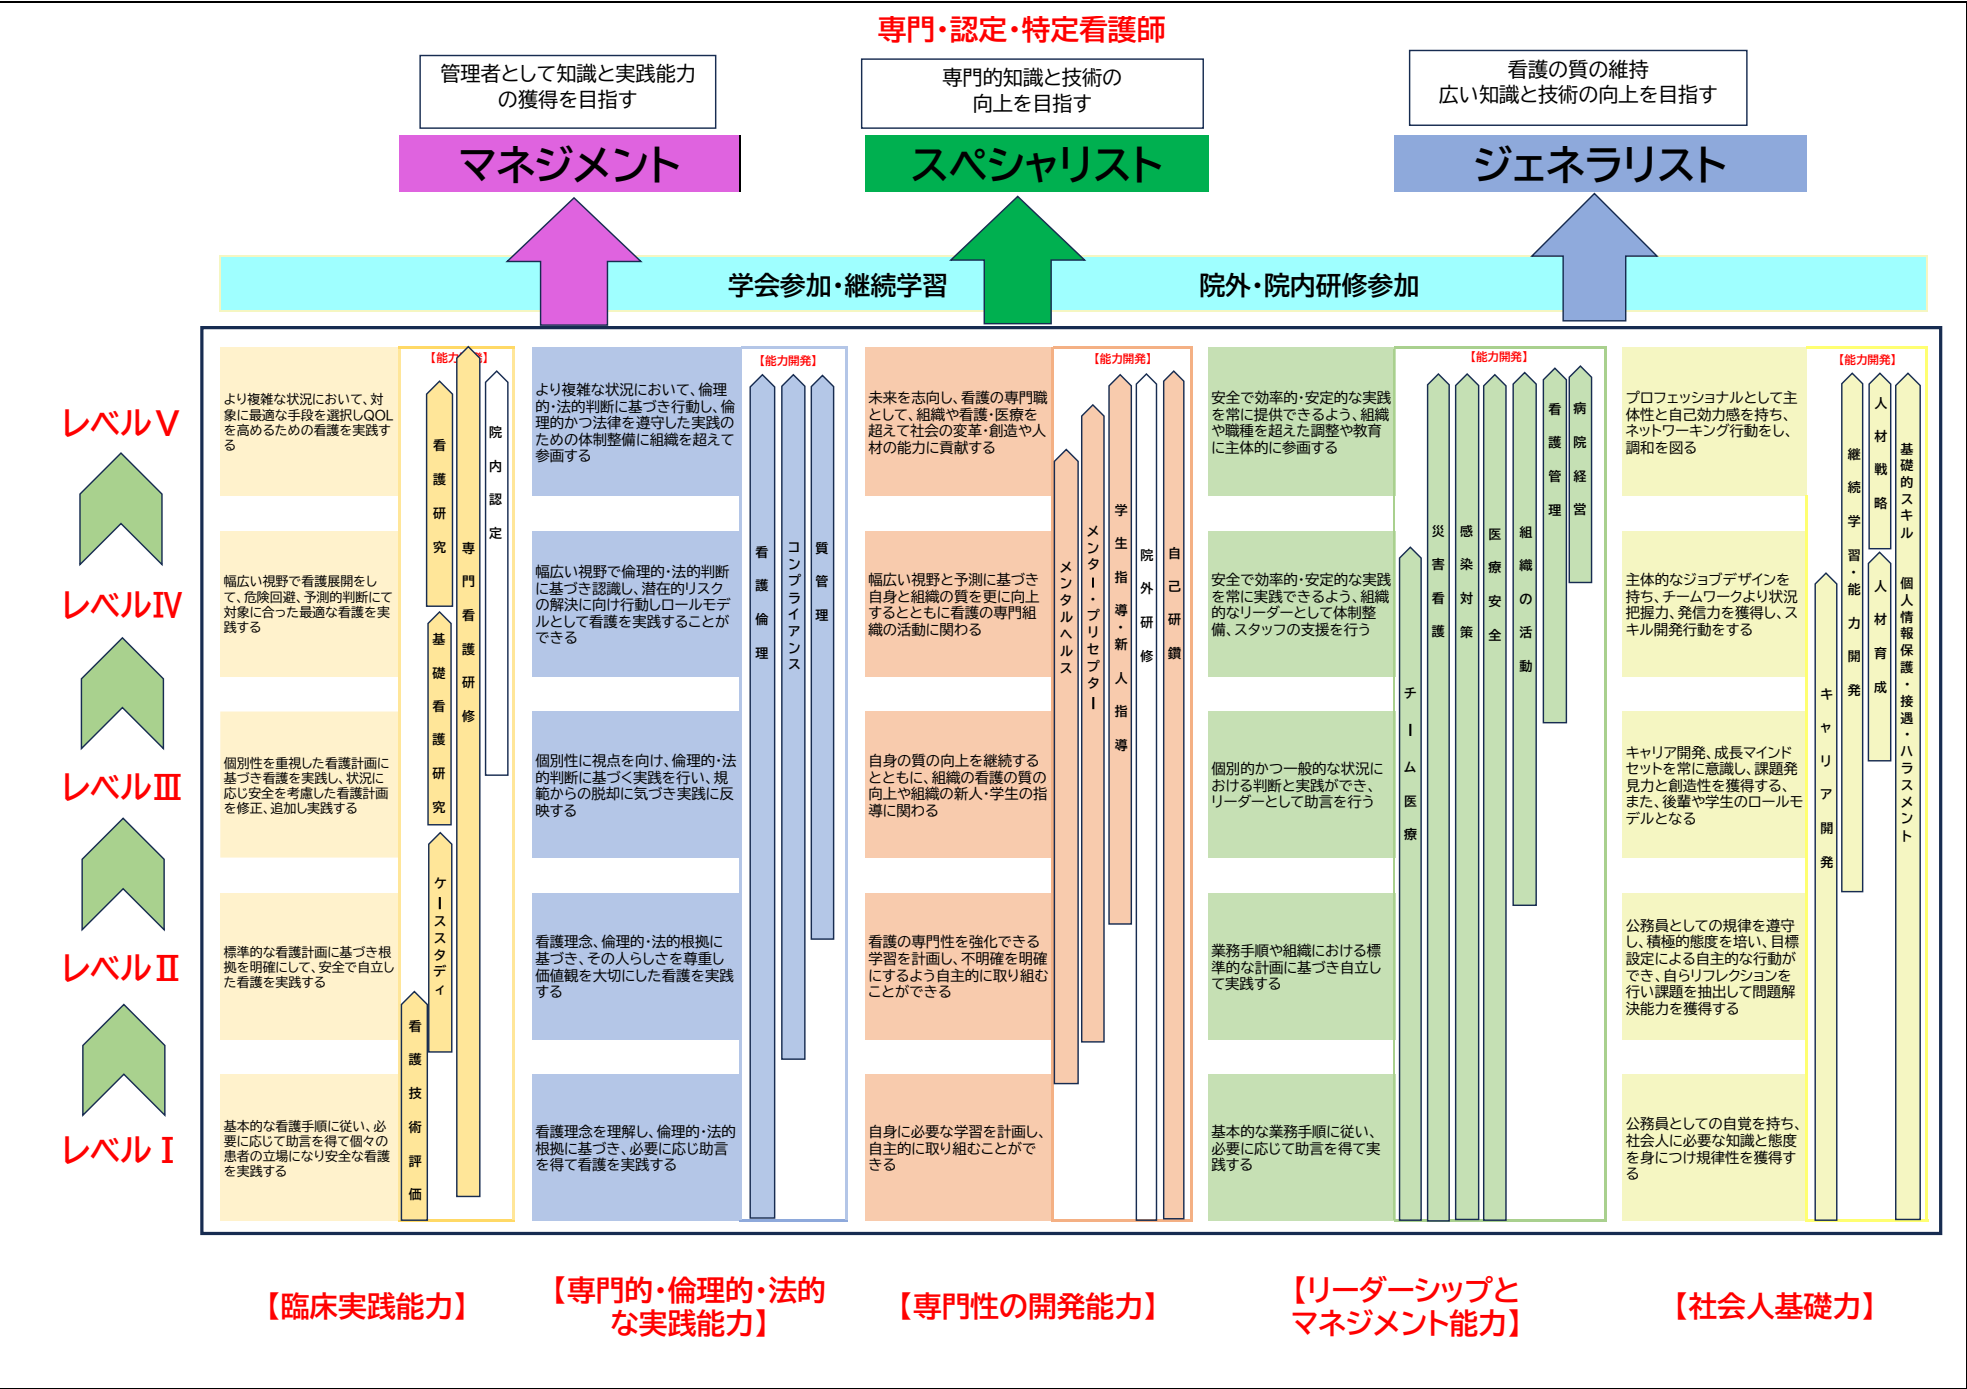 専門・認定・特定看護師
管理者として知識と実践能力
の獲得を目指す
専門的知識と技術の
向上を目指す
看護の質の維持
広い知識と技術の向上を目指す
マネジメント
スペシャリスト
ジェネラリスト
学会参加・継続学習
院外・院内研修参加
レベルⅤ
レベルⅣ
レベルⅢ
レベルⅡ
レベルⅠ
より複雑な状況において、対
象に最適な手段を選択しQOL
を高めるための看護を実践す
る
幅広い視野で看護展開をし
て、危険回避、予測的判断にて
対象に合った最適な看護を実
践する
個別性を重視した看護計画に
基づき看護を実践し、状況に
応じ安全を考慮した看護計画
を修正、追加し実践する
標準的な看護計画に基づき根
拠を明確にして、安全で自立し
た看護を実践する
基本的な看護手順に従い、必
要に応じて助言を得て個々の
患者の立場になり安全な看護
を実践する
【能力開発】
看護技術評価
ケーススタディ
基礎看護研究
看護研究
専門看護研修
院内認定
より複雑な状況において、倫理
的・法的判断に基づき行動し、倫
理的かつ法律を遵守した実践の
ための体制整備に組織を超えて
参画する
幅広い視野で倫理的・法的判断
に基づき認識し、潜在的リスク
の解決に向け行動しロールモデ
ルとして看護を実践することが
できる
個別性に視点を向け、倫理的・法
的判断に基づく実践を行い、規
範からの脱却に気づき実践に反
映する
看護理念、倫理的・法的根拠に
基づき、その人らしさを尊重し
価値観を大切にした看護を実践
する
看護理念を理解し、倫理的・法的
根拠に基づき、必要に応じ助言
を得て看護を実践する
【能力開発】
看護倫理
コンプライアンス
質管理
未来を志向し、看護の専門職
として、組織や看護・医療を
超えて社会の変革・創造や人
材の能力に貢献する
幅広い視野と予測に基づき
自身と組織の質を更に向上
するとともに看護の専門組
織の活動に関わる
自身の質の向上を継続する
とともに、組織の看護の質の
向上や組織の新人・学生の指
導に関わる
看護の専門性を強化できる
学習を計画し、不明確を明確
にするよう自主的に取り組む
ことができる
自身に必要な学習を計画し、
自主的に取り組むことがで
きる
【能力開発】
メンタルヘルス
メンター・プリセプター
学生指導・新人指導
院外研修
自己研鑽
安全で効率的・安定的な実践
を常に提供できるよう、組織
や職種を超えた調整や教育
に主体的に参画する
安全で効率的・安定的な実践
を常に実践できるよう、組織
的なリーダーとして体制整
備、スタッフの支援を行う
個別的かつ一般的な状況に
おける判断と実践ができ、
リーダーとして助言を行う
業務手順や組織における標
準的な計画に基づき自立し
て実践する
基本的な業務手順に従い、
必要に応じて助言を得て実
践する
【能力開発】
チーム医療
災害看護
感染対策
医療安全
組織の活動
看護管理
病院経営
プロフェッショナルとして主
体性と自己効力感を持ち、
ネットワーキング行動をし、
調和を図る
主体的なジョブデザインを
持ち、チームワークより状況
把握力、発信力を獲得し、ス
キル開発行動をする
キャリア開発、成長マインド
セットを常に意識し、課題発
見力と創造性を獲得する、
また、後輩や学生のロールモ
デルとなる
公務員としての規律を遵守
し、積極的態度を培い、目標
設定による自主的な行動が
でき、自らリフレクションを
行い課題を抽出して問題解
決能力を獲得する
公務員としての自覚を持ち、
社会人に必要な知識と態度
を身につけ規律性を獲得す
る
【能力開発】
キャリア開発
継続学習・能力開発
人材戦略
人材育成
基礎的スキル　個人情報保護・接遇・ハラスメント
【臨床実践能力】
【専門的・倫理的・法的
な実践能力】
【専門性の開発能力】
【リーダーシップと
マネジメント能力】
【社会人基礎力】